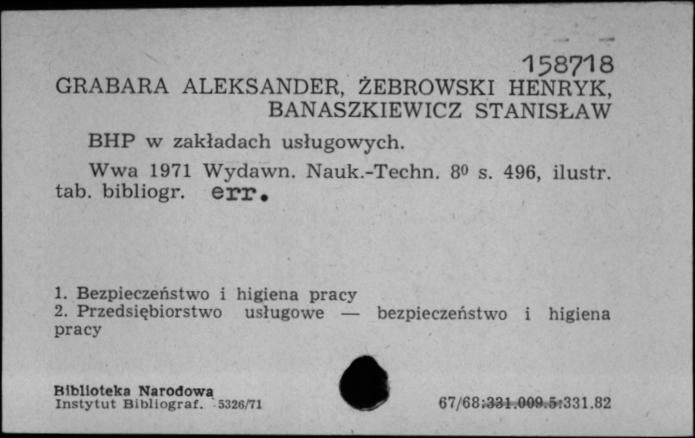 158718
GRABARA ALEKSANDER, ŻEBROWSKI HENRYK,
BANASZKIEWICZ STANISŁAW
BHP w zakładach usługowych.
Wwa 1971 Wydawn. Nauk.-Techn. 8⁰ s. 496, ilustr.
tab. bibliogr. err.
1. Bezpieczeństwo i higiena pracy
2. Przedsiębiorstwo usługowe — bezpieczeństwo i higiena
pracy
Biblioteka Narodowa
Instytut Bibliograf. 5326/71 67/68:331.009.5:331.82